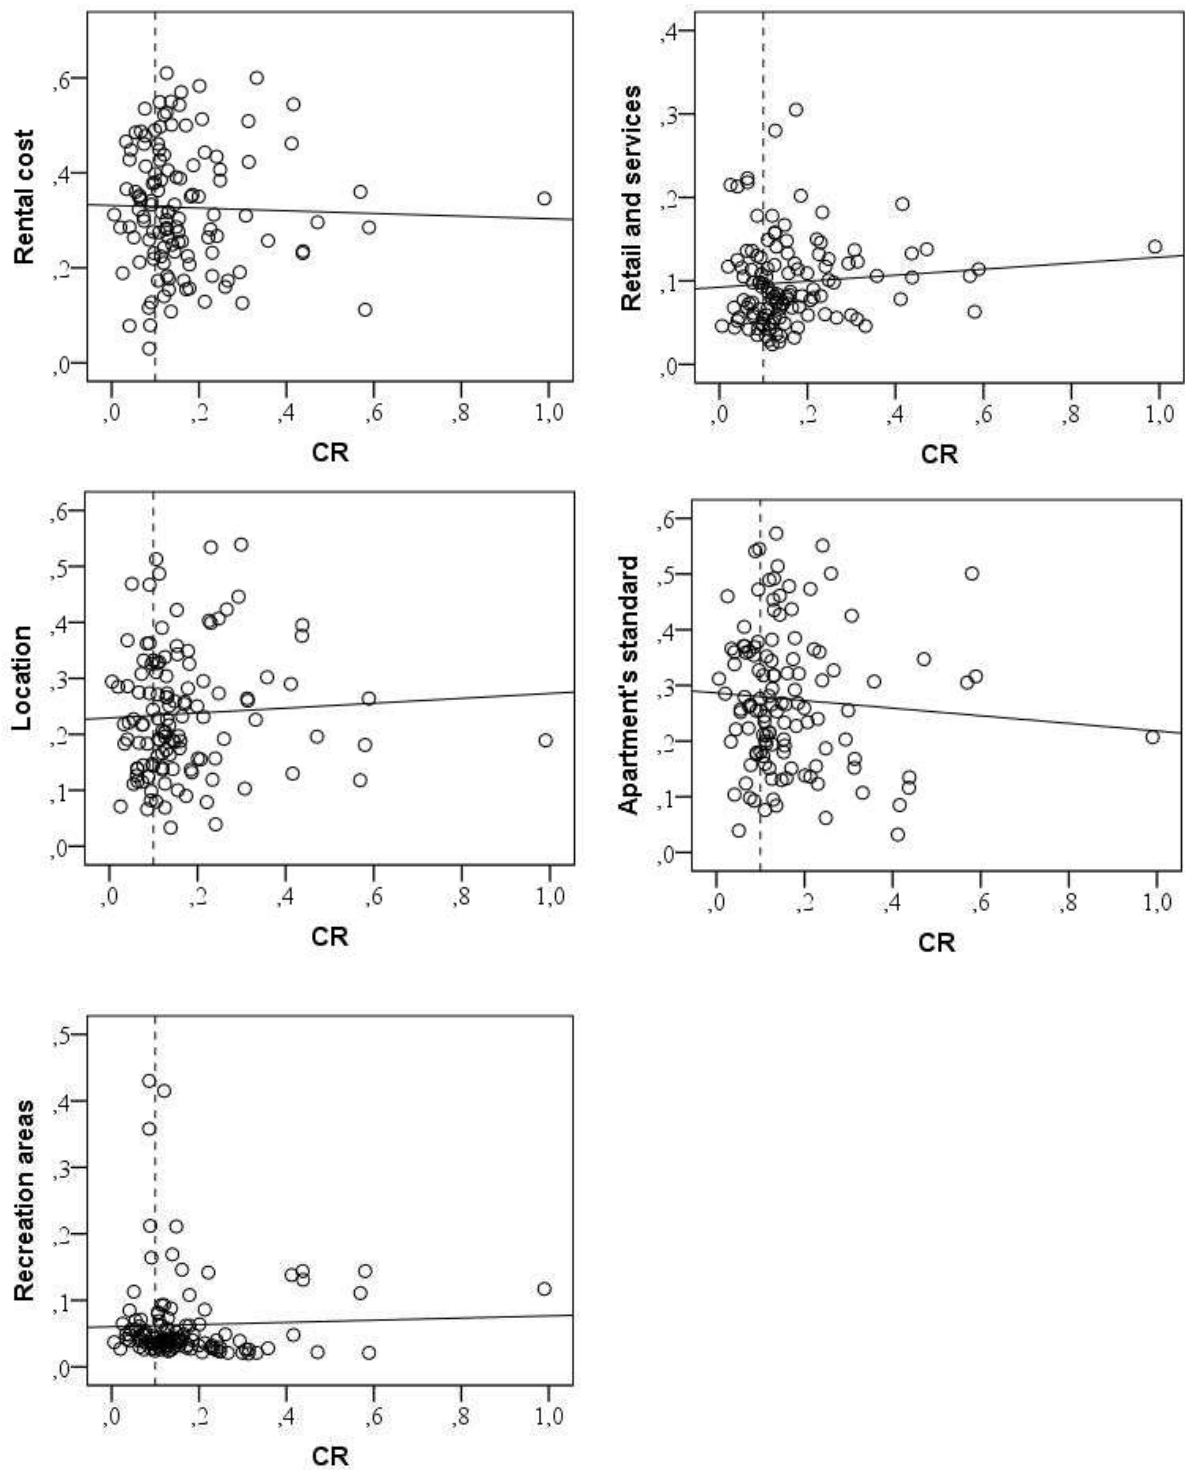 Rental cost
,6
,4
,2
,0
,0 ,2 ,4 ,6 ,8 1,0
CR
Retail and services
,4
,3
,2
,1
,0
,0 ,2 ,4 ,6 ,8 1,0
CR
Location
,6
,5
,4
,3
,2
,1
,0
,0 ,2 ,4 ,6 ,8 1,0
CR
Apartment's standard
,6
,5
,4
,3
,2
,1
,0
,0 ,2 ,4 ,6 ,8 1,0
CR
Recreation areas
,5
,4
,3
,2
,1
,0
,0 ,2 ,4 ,6 ,8 1,0
CR